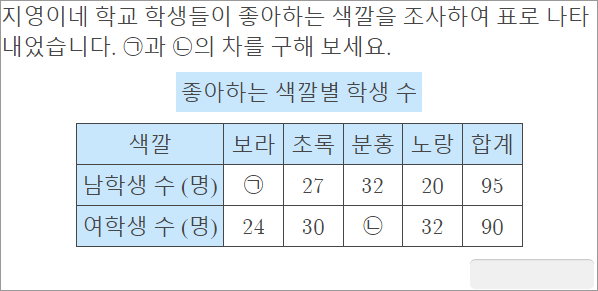 지영이네 학교 학생들이 좋아하는 색깔을 조사하여 표로 나타
내었습니다. ㉠과 ㉡의 차를 구해 보세요.
좋아하는 색깔별 학생 수
색깔 보라 초록 분홍 노랑 합계
남학생 수 (명) ㉠ 27 32 20 95
여학생 수 (명) 24 30 ㉡ 32 90